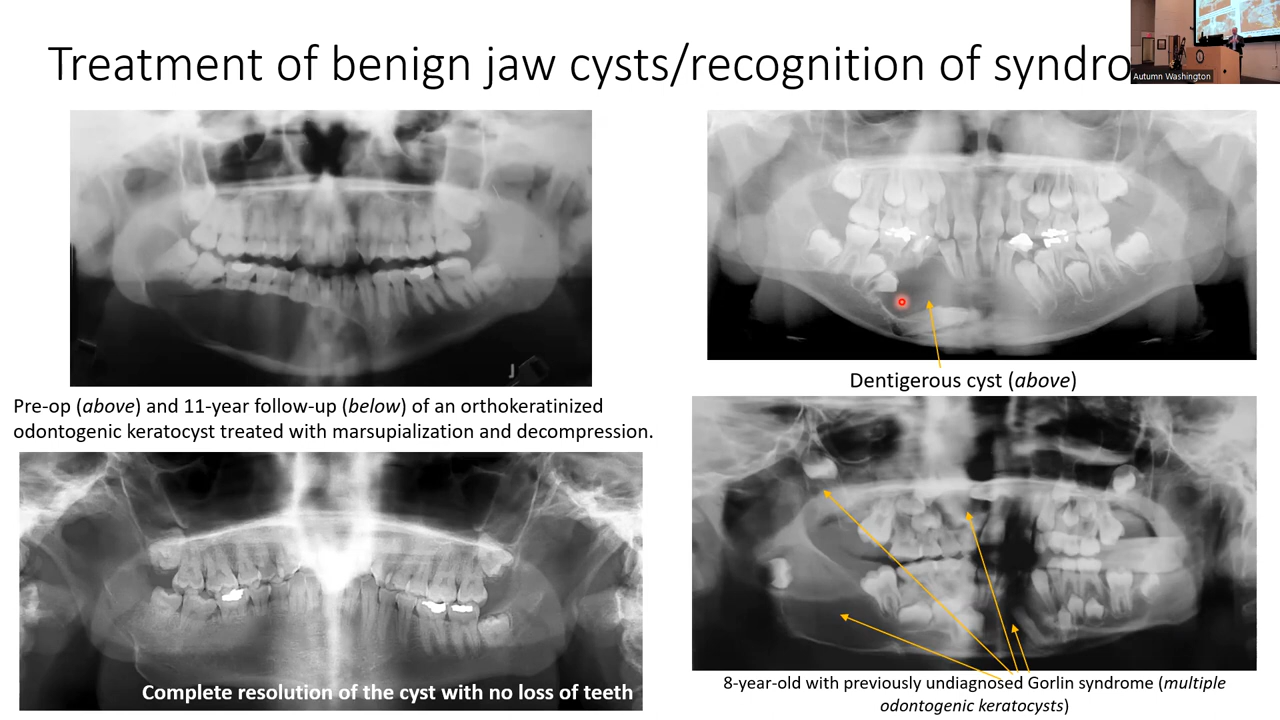 Treatment of benign jaw cysts/recognition of syndro
Autumn Washington
J
Dentigerous cyst (above)
Pre-op (above) and 11-year follow-up (below) of an orthokeratinized
odontogenic keratocyst treated with marsupialization and decompression.
Complete resolution of the cyst with no loss of teeth
8-year-old with previously undiagnosed Gorlin syndrome (multiple
odontogenic keratocysts)